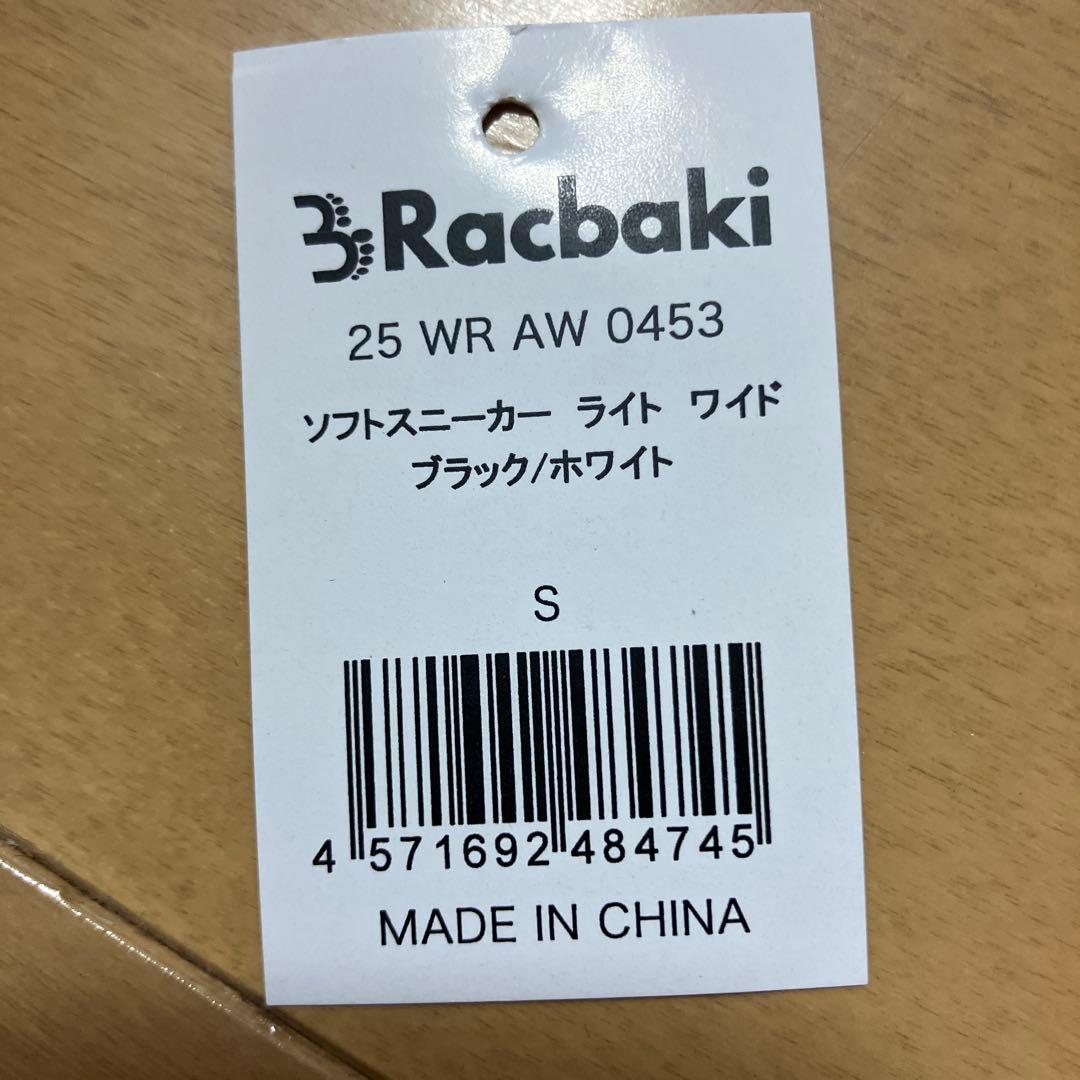 Racbaki
25 WR AW 0453
ソフトスニーカー ライト ワイド
ブラック/ホワイト
S
4 571692 484745
MADE IN CHINA